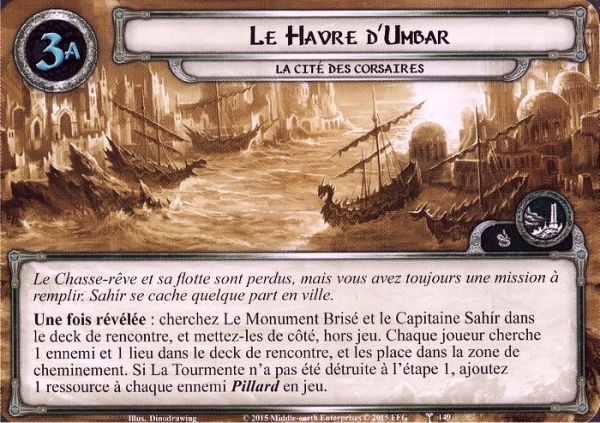 3A
Le Havre d'Umbar
La Cité des Corsaires
Le Chasse-rêve et sa flotte sont perdus, mais vous avez toujours une mission à
remplir. Sahír se cache quelque part en ville.
Une fois révélée : cherchez Le Monument Brisé et le Capitaine Sahír dans
le deck de rencontre, et mettez-les de côté, hors jeu. Chaque joueur cherche
1 ennemi et 1 lieu dans le deck de rencontre, et les place dans la zone de
cheminement. Si La Tourmente n'a pas été détruite à l'étape 1, ajoutez
1 ressource à chaque ennemi Pillard en jeu.
Illus. Dinodrawing © 2015 Middle-earth Enterprises © 2015 FFG 149